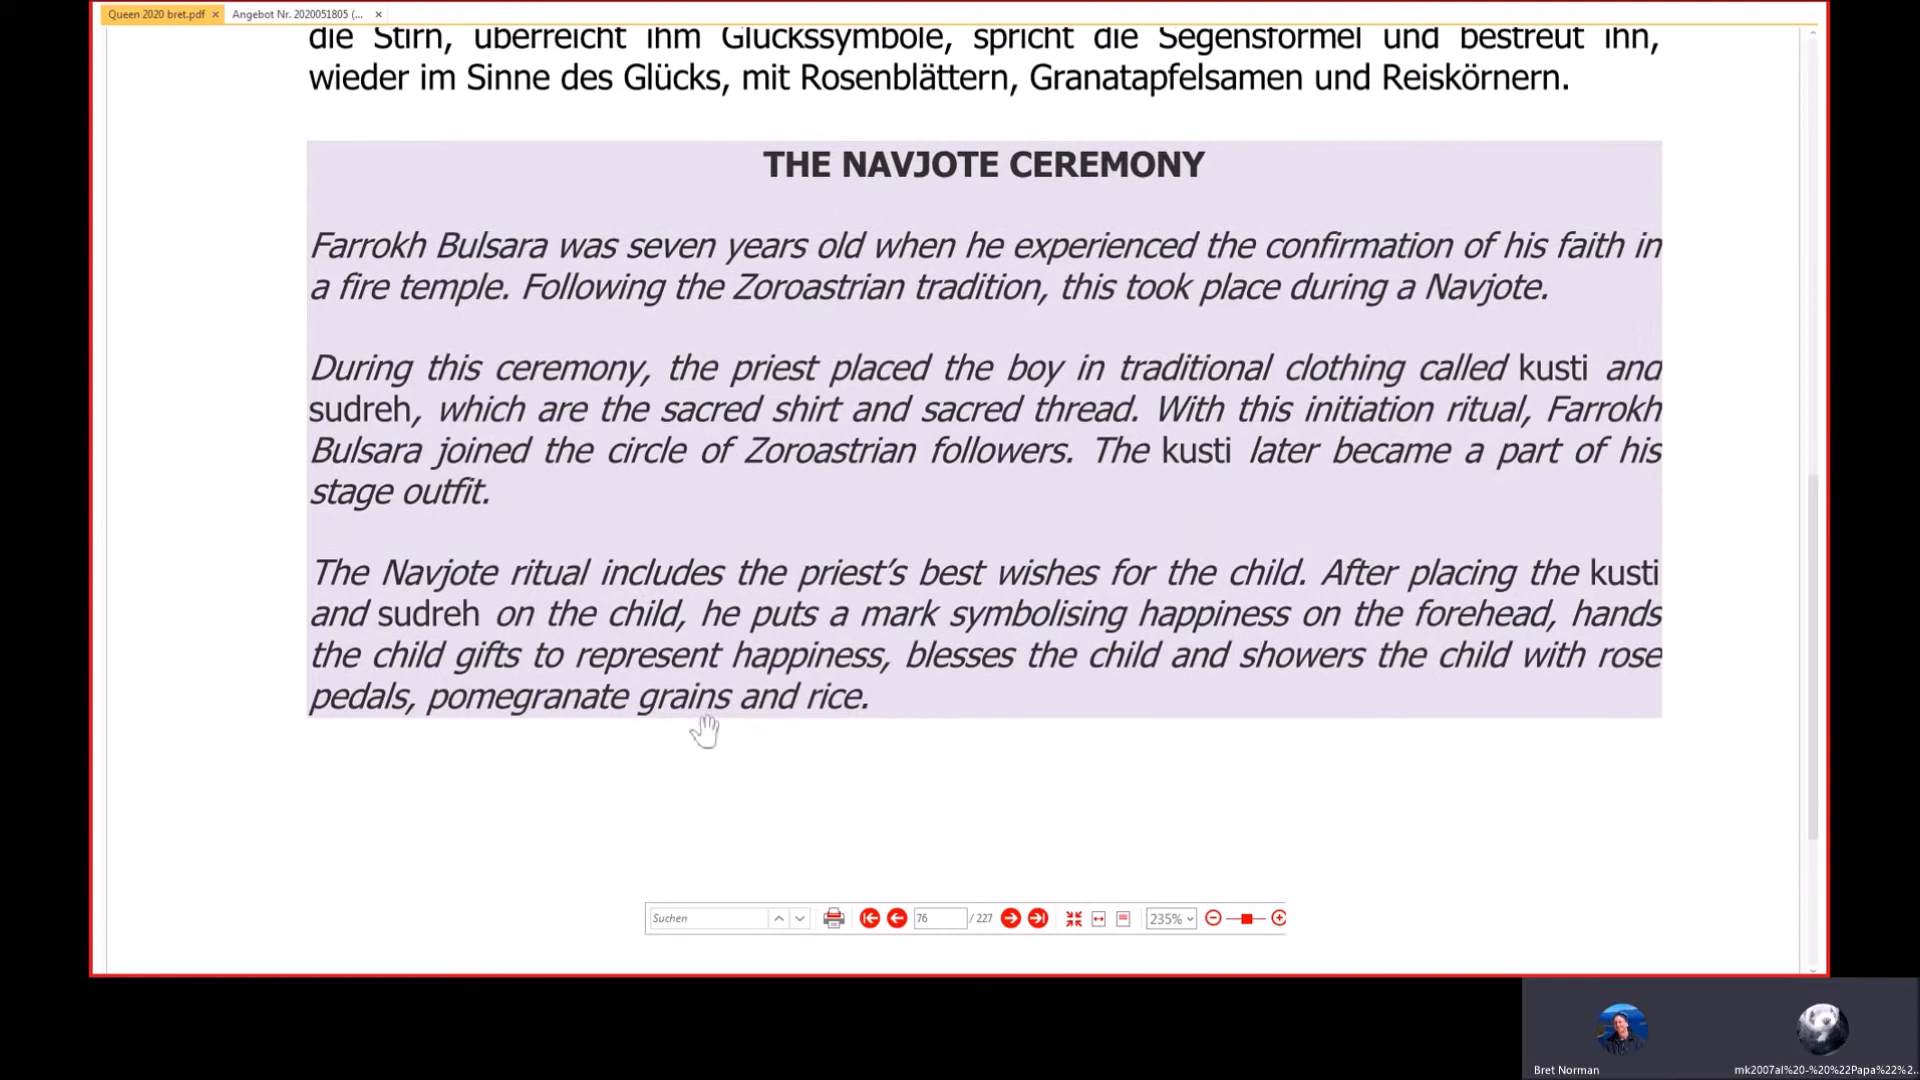 Queen 2020 bret.pdf × Angebot Nr. 2020051805 (... ×
die Stirn, überreicht ihm Glückssymbole, spricht die Segensformel und bestreut ihn,
wieder im Sinne des Glücks, mit Rosenblättern, Granatapfelsamen und Reiskörnern.
THE NAVJOTE CEREMONY
Farrokh Bulsara was seven years old when he experienced the confirmation of his faith in
a fire temple. Following the Zoroastrian tradition, this took place during a Navjote.
During this ceremony, the priest placed the boy in traditional clothing called kusti and
sudreh, which are the sacred shirt and sacred thread. With this initiation ritual, Farrokh
Bulsara joined the circle of Zoroastrian followers. The kusti later became a part of his
stage outfit.
The Navjote ritual includes the priest’s best wishes for the child. After placing the kusti
and sudreh on the child, he puts a mark symbolising happiness on the forehead, hands
the child gifts to represent happiness, blesses the child and showers the child with rose
pedals, pomegranate grains and rice.
Suchen 76 / 227 235%
Bret Norman mk2007al%20-%20%22Papa%22%2...